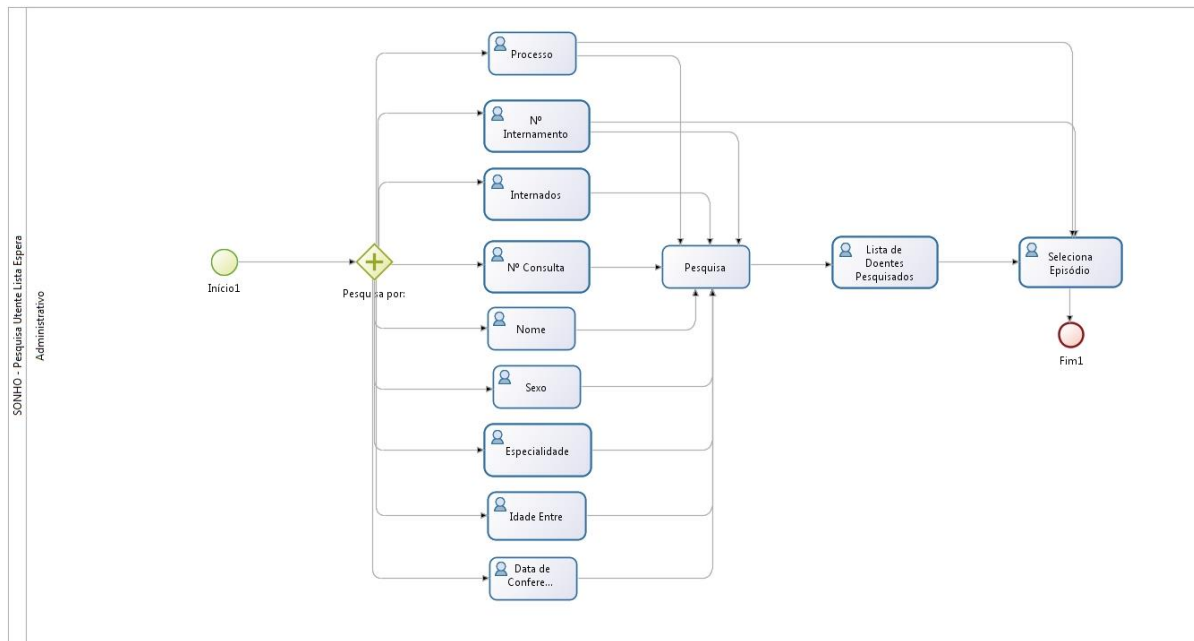 SONHO - Pesquisa Utente Lista Espera
Administrativo
Início1
Pesquisa por:
Processo
Nº
Internamento
Internados
Nº Consulta
Nome
Sexo
Especialidade
Idade Entre
Data de
Confere...
Pesquisa
Lista de
Doentes
Pesquisados
Seleciona
Episódio
Fim1